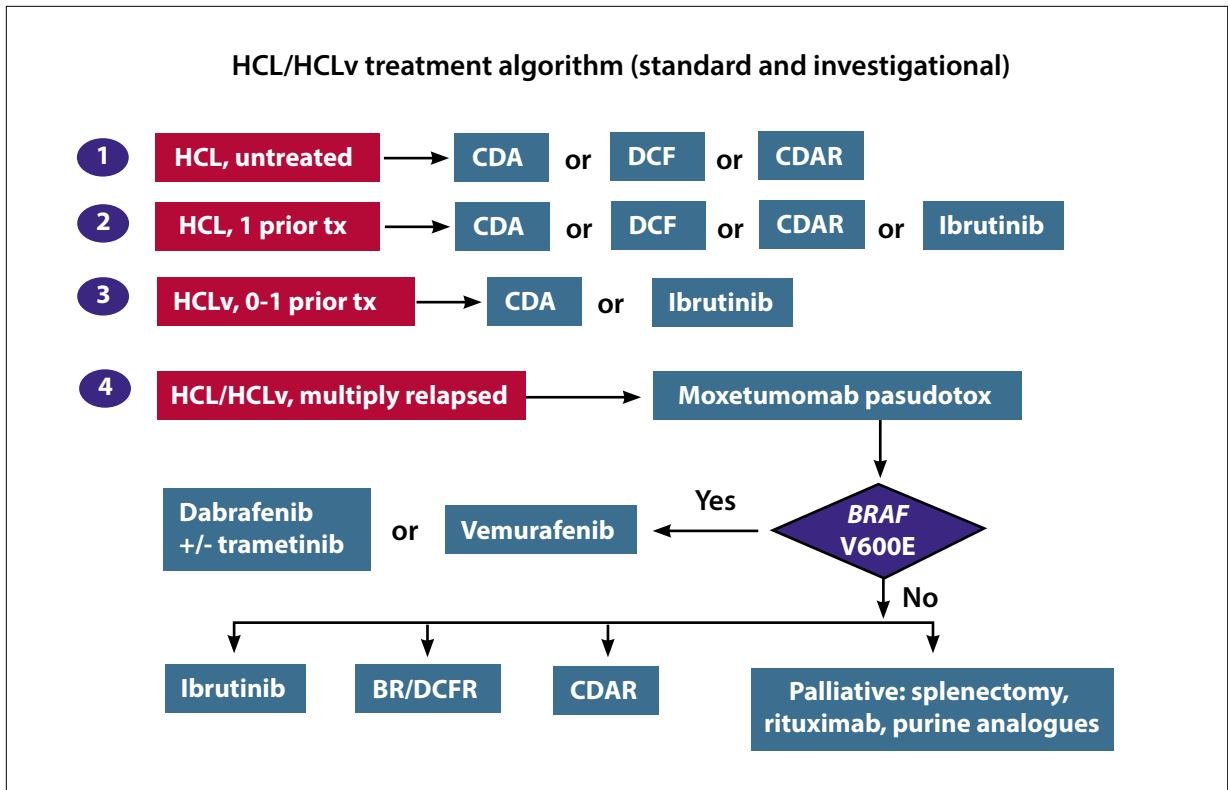 HCL/HCLv treatment algorithm (standard and investigational)
1 HCL, untreated CDA or DCF or CDAR
2 HCL, 1 prior tx CDA or DCF or CDAR or Ibrutinib
3 HCLv, 0-1 prior tx CDA or Ibrutinib
4 HCL/HCLv, multiply relapsed Moxetumomab pasudotox
BRAF
V600E
Yes
Vemurafenib
or
Dabrafenib
+/- trametinib
No
Ibrutinib BR/DCFR CDAR
Palliative: splenectomy,
rituximab, purine analogues